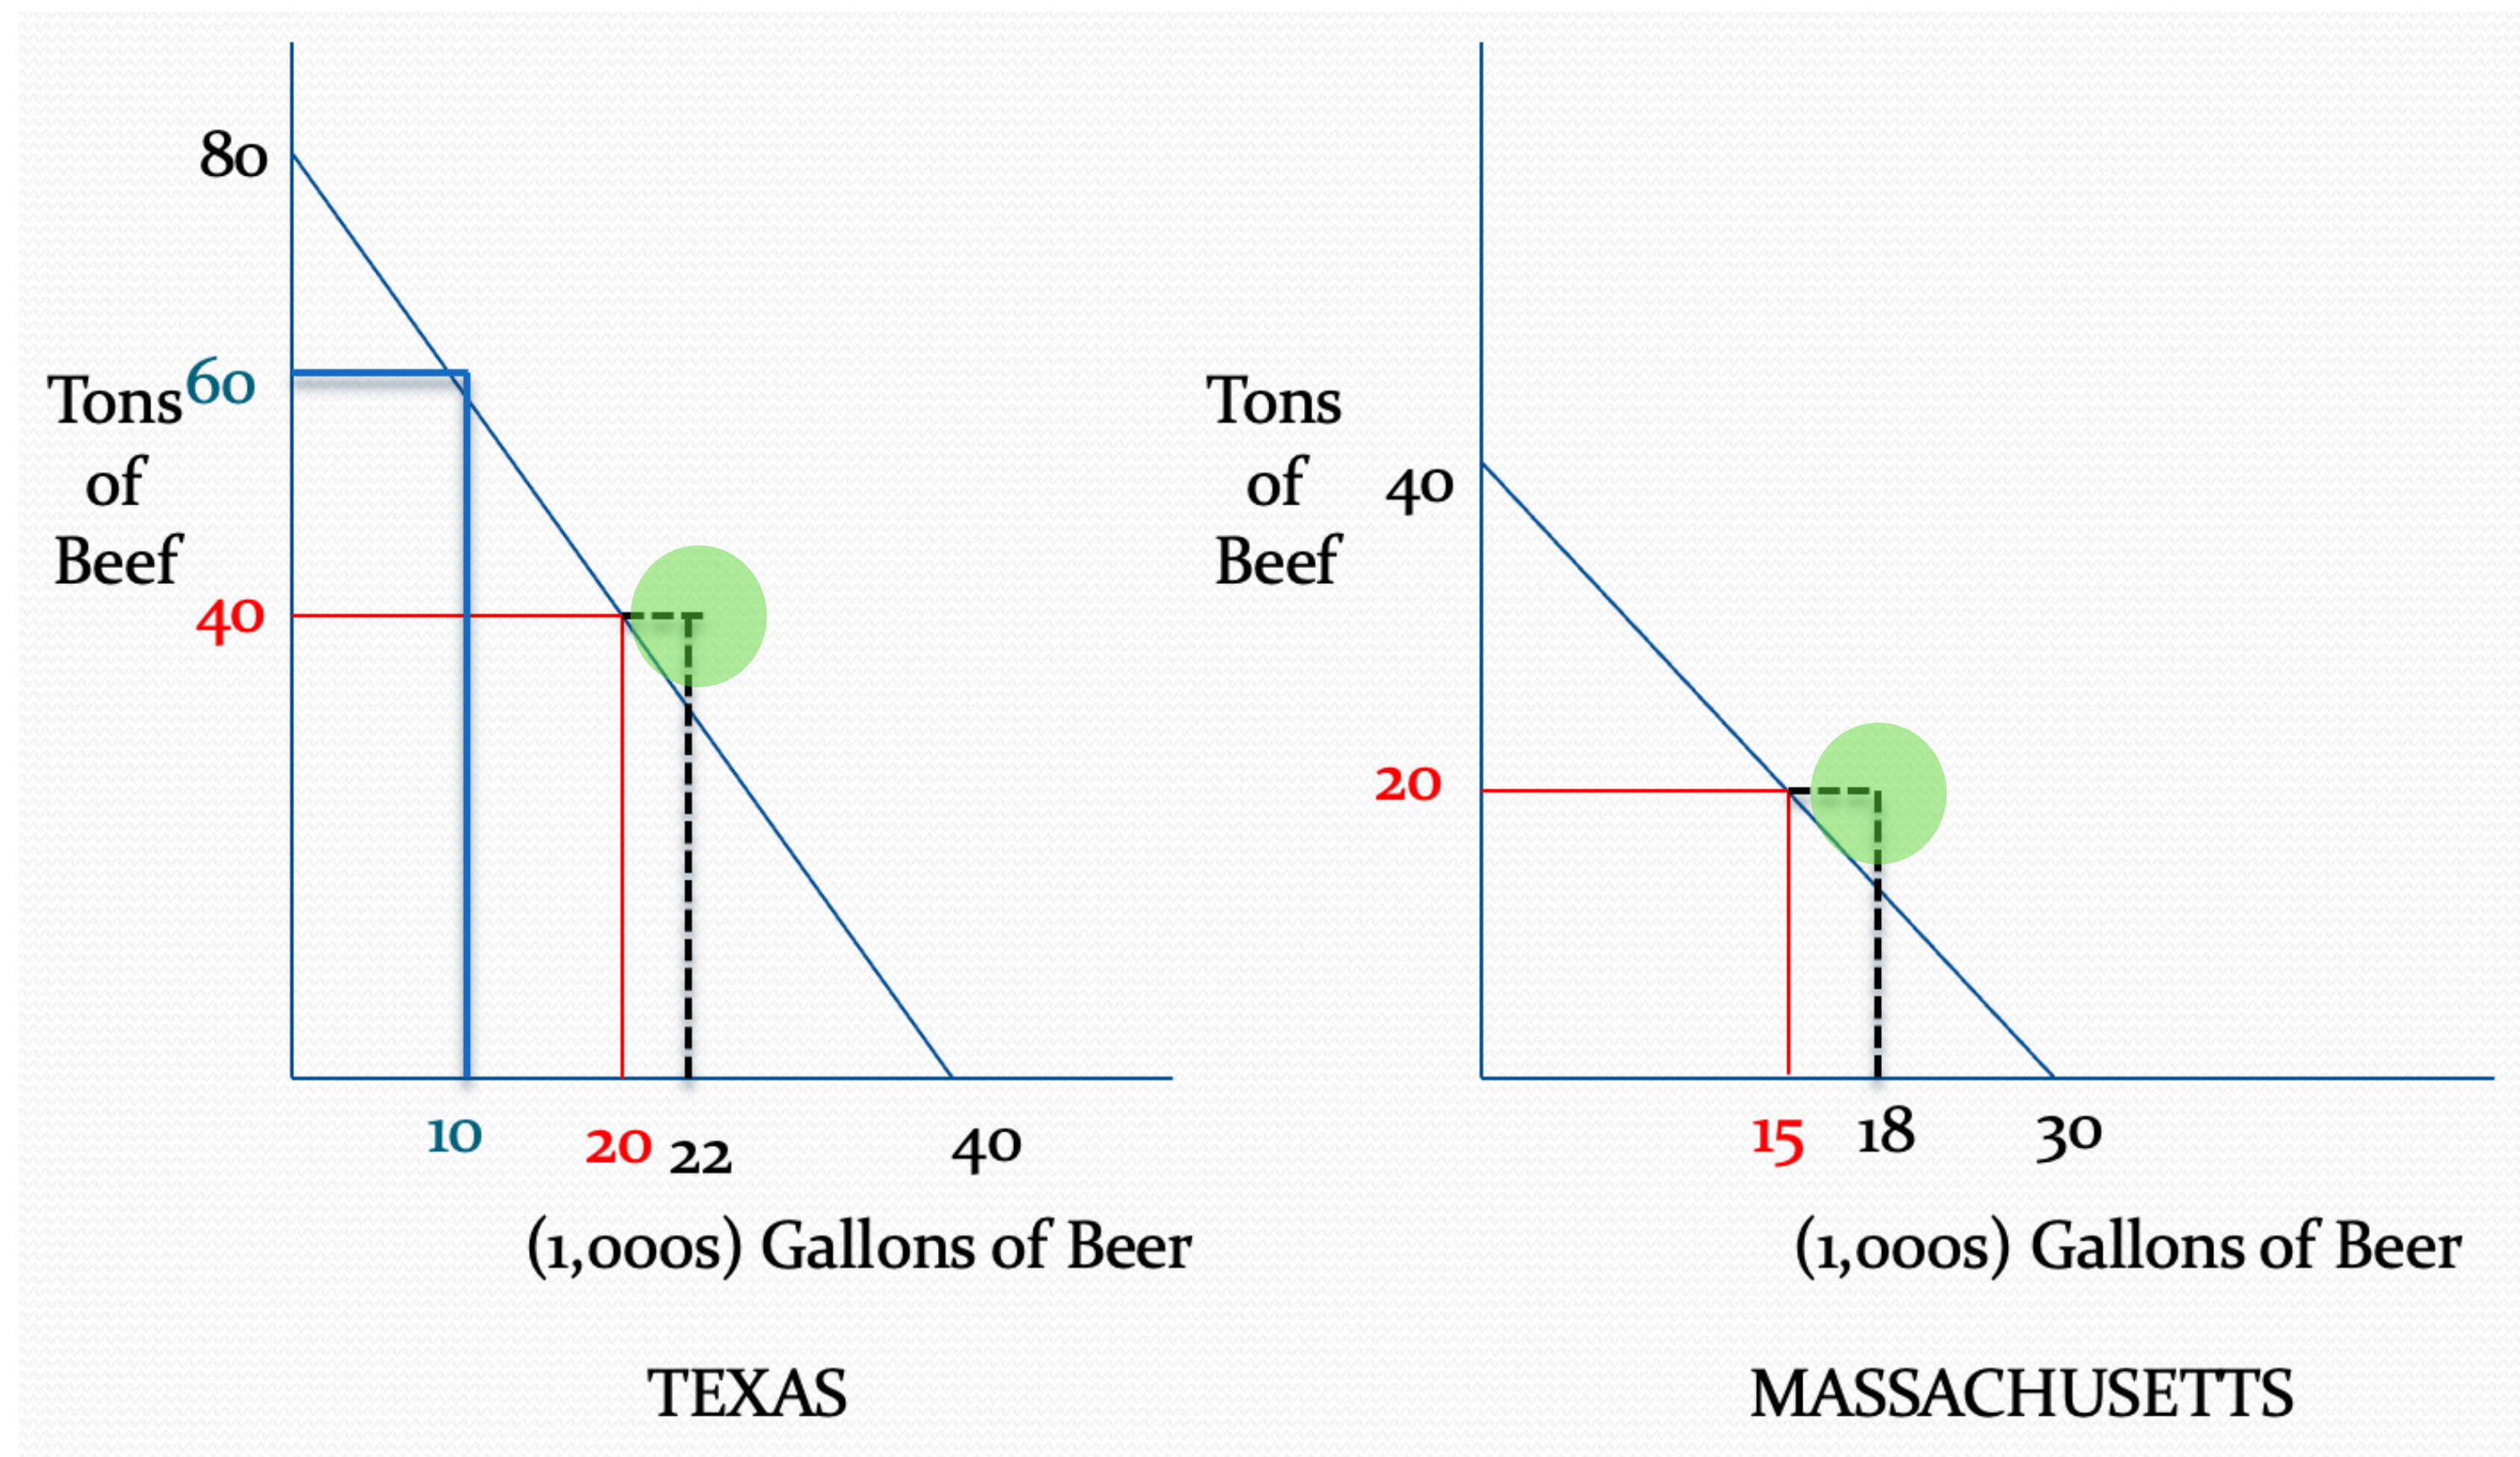 80
60
Tons
of
Beef
40
10
20
22
40
(1,000s) Gallons of Beer
TEXAS
Tons
of
Beef
40
20
15
18
30
(1,000s) Gallons of Beer
MASSACHUSETTS